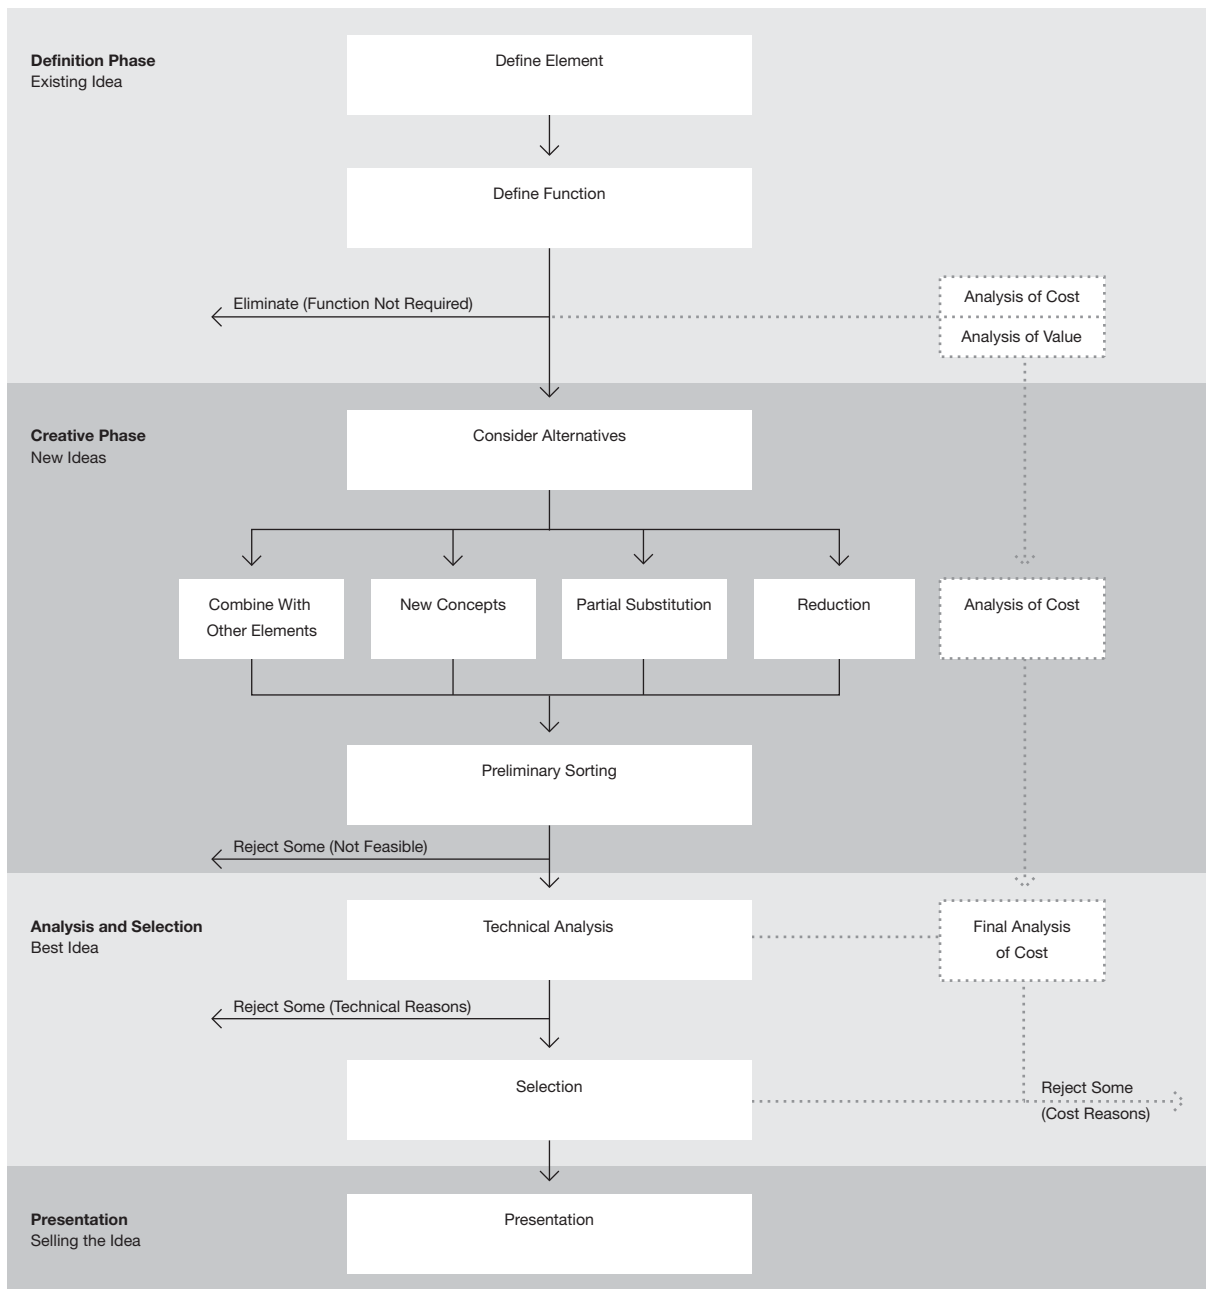 Definition Phase
Existing Idea
Define Element
Define Function
Eliminate (Function Not Required)
Analysis of Cost
Analysis of Value
Creative Phase
New Ideas
Consider Alternatives
Combine With
Other Elements
New Concepts
Partial Substitution
Reduction
Analysis of Cost
Preliminary Sorting
Reject Some (Not Feasible)
Analysis and Selection
Best Idea
Technical Analysis
Final Analysis
of Cost
Reject Some (Technical Reasons)
Selection
Reject Some
(Cost Reasons)
Presentation
Selling the Idea
Presentation